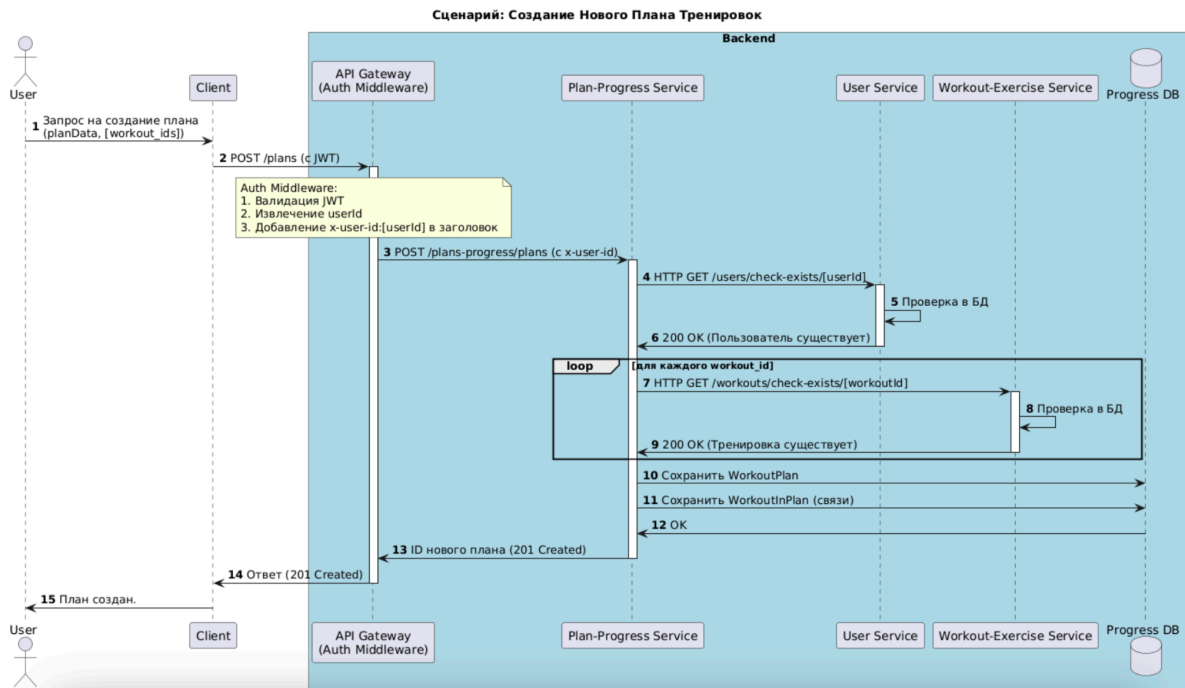 Сценарий: Создание Нового Плана Тренировок
Backend
User
Client
API Gateway
(Auth Middleware)
Plan-Progress Service
User Service
Workout-Exercise Service
Progress DB
1 Запрос на создание плана
(planData, [workout_ids])
2 POST /plans (с JWT)
Auth Middleware:
1. Валидация JWT
2. Извлечение userId
3. Добавление x-user-id:[userId] в заголовок
3 POST /plans-progress/plans (с x-user-id)
4 HTTP GET /users/check-exists/[userId]
5 Проверка в БД
6 200 OK (Пользователь существует)
loop [для каждого workout_id]
7 HTTP GET /workouts/check-exists/[workoutId]
8 Проверка в БД
9 200 OK (Тренировка существует)
10 Сохранить WorkoutPlan
11 Сохранить WorkoutInPlan (связи)
12 OK
13 ID нового плана (201 Created)
14 Ответ (201 Created)
15 План создан.
User
Client
API Gateway
(Auth Middleware)
Plan-Progress Service
User Service
Workout-Exercise Service
Progress DB